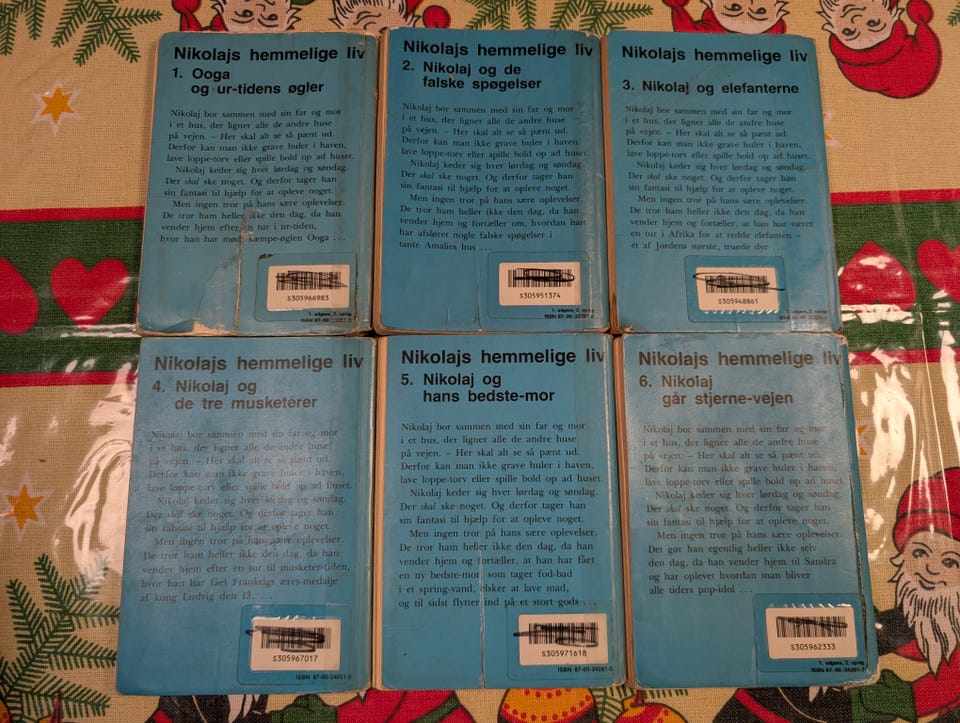 Nikolajs hemmelige liv
1. Ooga
og ur-tidens øgler
Nikolaj bor sammen med sin far og mor
i et hus, der ligner alle de andre huse
på vejen. – Her skal alt se så pænt ud.
Derfor kan man ikke grave huler i haven,
lave loppe-torv eller spille bold op ad huset.
Nikolaj keder sig hver lørdag og søndag.
Der skal ske noget. Og derfor tager han
sin fantasi til hjælp for at opleve noget.
Men ingen tror på hans sære oplevelser.
De tror ham heller ikke den dag, da han
vender hjem efter en tur i ur-tiden,
hvor han har mødt kæmpe-øglen Ooga . . .
S305966983
1. udgave, 2. oplag
Nikolajs hemmelige liv
2. Nikolaj og de
falske spøgelser
Nikolaj bor sammen med sin far og mor
i et hus, der ligner alle de andre huse
på vejen. – Her skal alt se så pænt ud.
Derfor kan man ikke grave huler i haven,
lave loppe-torv eller spille bold op ad huset.
Nikolaj keder sig hver lørdag og søndag.
Der skal ske noget. Og derfor tager han
sin fantasi til hjælp for at opleve noget.
Men ingen tror på hans sære oplevelser.
De tror ham heller ikke den dag, da han
vender hjem og fortæller om, hvordan han
har afsløret nogle falske spøgelser i
tante Amalies hus . . .
S305951374
1. udgave, 2. oplag
Nikolajs hemmelige liv
3. Nikolaj og elefanterne
Nikolaj bor sammen med sin far og mor
i et hus, der ligner alle de andre huse
på vejen. – Her skal alt se så pænt ud.
Derfor kan man ikke grave huler i haven,
lave loppe-torv eller spille bold op ad huset.
Nikolaj keder sig hver lørdag og søndag.
Der skal ske noget. Og derfor tager han
sin fantasi til hjælp for at opleve noget.
Men ingen tror på hans sære oplevelser.
De tror ham heller ikke den dag, da han
vender hjem og fortæller, at han har været
en tur i Afrika for at redde elefanten –
et af Jordens største, truede dyr . . .
S305948861
1. udgave, 2. oplag
Nikolajs hemmelige liv
4. Nikolaj og
de tre musketérer
Nikolaj bor sammen med sin far og mor
i et hus, der ligner alle de andre huse
på vejen. – Her skal alt se så pænt ud.
Derfor kan man ikke grave huler i haven,
lave loppe-torv eller spille bold op ad huset.
Nikolaj keder sig hver lørdag og søndag.
Der skal ske noget. Og derfor tager han
sin fantasi til hjælp for at opleve noget.
Men ingen tror på hans sære oplevelser.
De tror ham heller ikke den dag, da han
vender hjem efter en tur til musketer-tiden,
hvor han har fået Frankrigs æres-medalje
af kong Ludvig den 13. . . .
S305967017
Nikolajs hemmelige liv
5. Nikolaj og
hans bedste-mor
Nikolaj bor sammen med sin far og mor
i et hus, der ligner alle de andre huse
på vejen. – Her skal alt se så pænt ud.
Derfor kan man ikke grave huler i haven,
lave loppe-torv eller spille bold op ad huset.
Nikolaj keder sig hver lørdag og søndag.
Der skal ske noget. Og derfor tager han
sin fantasi til hjælp for at opleve noget.
Men ingen tror på hans sære oplevelser.
De tror ham heller ikke den dag, da han
vender hjem og fortæller, at han har fået
en ny bedste-mor, som tager fod-bad
i et spring-vand, elsker at lave mad,
og til sidst flytter ind på et stort gods . . .
S305971618
Nikolajs hemmelige liv
6. Nikolaj
går stjerne-vejen
Nikolaj bor sammen med sin far og mor
i et hus, der ligner alle de andre huse
på vejen. – Her skal alt se så pænt ud.
Derfor kan man ikke grave huler i haven,
lave loppe-torv eller spille bold op ad huset.
Nikolaj keder sig hver lørdag og søndag.
Der skal ske noget. Og derfor tager han
sin fantasi til hjælp for at opleve noget.
Men ingen tror på hans sære oplevelser.
Det gør han egentlig heller ikke selv
den dag, da han vender hjem til Sandra
og har oplevet hvordan man bliver
alle tiders pop-idol . . .
S305962333
1. udgave, 2. oplag